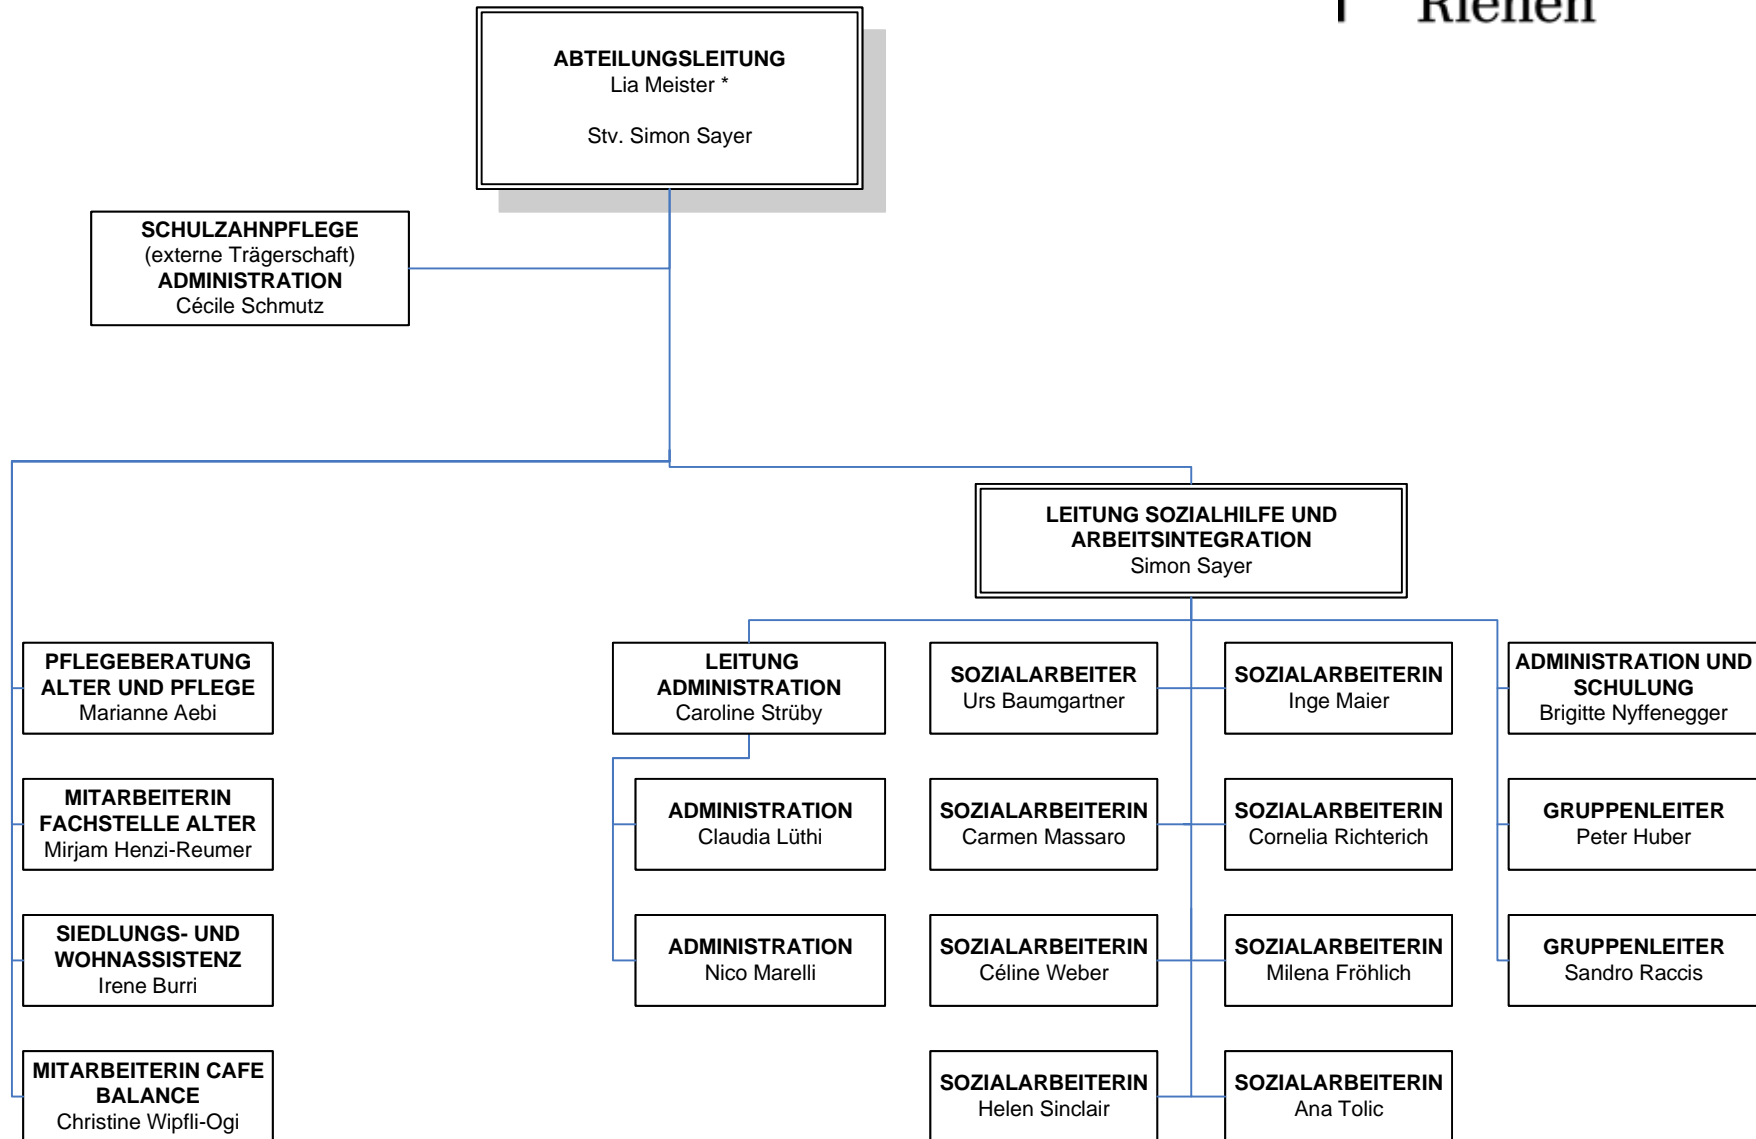 Riehen
ABTEILUNGSLEITUNG
Lia Meister *
Stv. Simon Sayer
SCHULZAHNPFLEGE
(externe Trägerschaft)
ADMINISTRATION
Cécile Schmutz
LEITUNG SOZIALHILFE UND
ARBEITSINTEGRATION
Simon Sayer
PFLEGEBERATUNG
ALTER UND PFLEGE
Marianne Aebi
MITARBEITERIN
FACHSTELLE ALTER
Mirjam Henzi-Reumer
SIEDLUNGS- UND
WOHNASSISTENZ
Irene Burri
MITARBEITERIN CAFE
BALANCE
Christine Wipfli-Ogi
LEITUNG
ADMINISTRATION
Caroline Strüby
ADMINISTRATION
Claudia Lüthi
ADMINISTRATION
Nico Marelli
SOZIALARBEITER
Urs Baumgartner
SOZIALARBEITERIN
Carmen Massaro
SOZIALARBEITERIN
Céline Weber
SOZIALARBEITERIN
Helen Sinclair
SOZIALARBEITERIN
Inge Maier
SOZIALARBEITERIN
Cornelia Richterich
SOZIALARBEITERIN
Milena Fröhlich
SOZIALARBEITERIN
Ana Tolic
ADMINISTRATION UND
SCHULUNG
Brigitte Nyffenegger
GRUPPENLEITER
Peter Huber
GRUPPENLEITER
Sandro Raccis